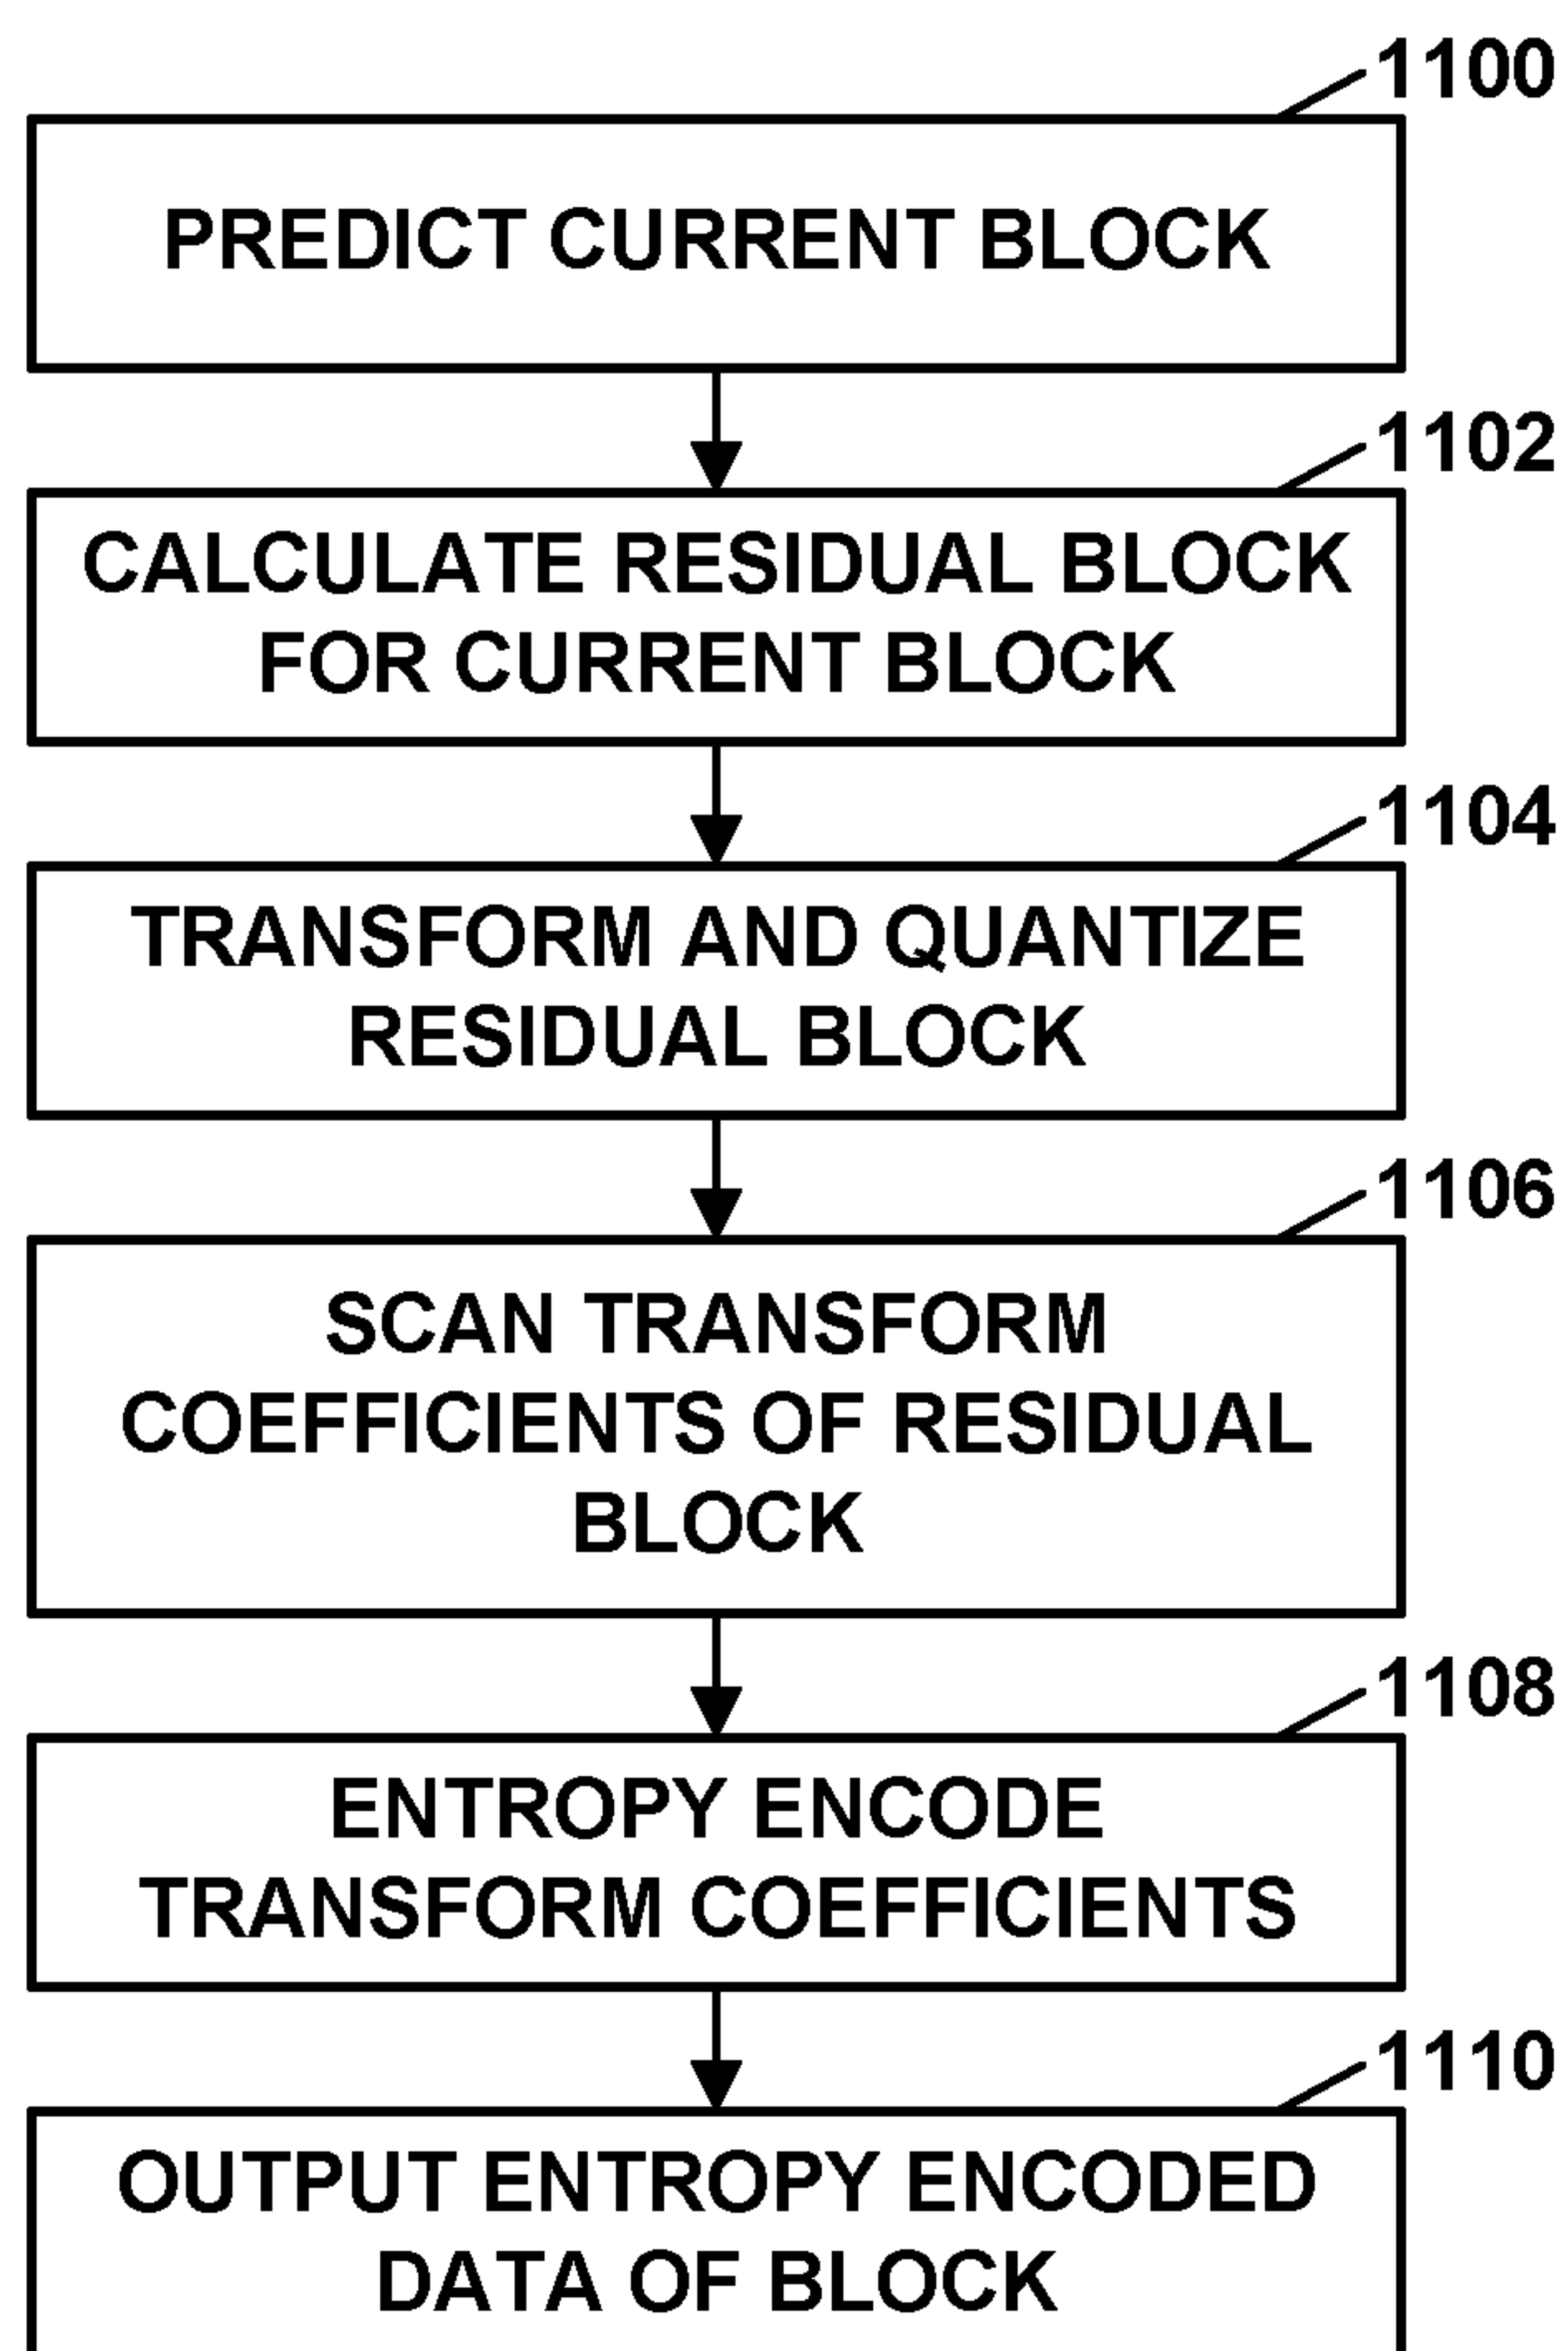 1100
PREDICT CURRENT BLOCK
1102
CALCULATE RESIDUAL BLOCK
FOR CURRENT BLOCK
1104
TRANSFORM AND QUANTIZE
RESIDUAL BLOCK
1106
SCAN TRANSFORM
COEFFICIENTS OF RESIDUAL
BLOCK
1108
ENTROPY ENCODE
TRANSFORM COEFFICIENTS
1110
OUTPUT ENTROPY ENCODED
DATA OF BLOCK